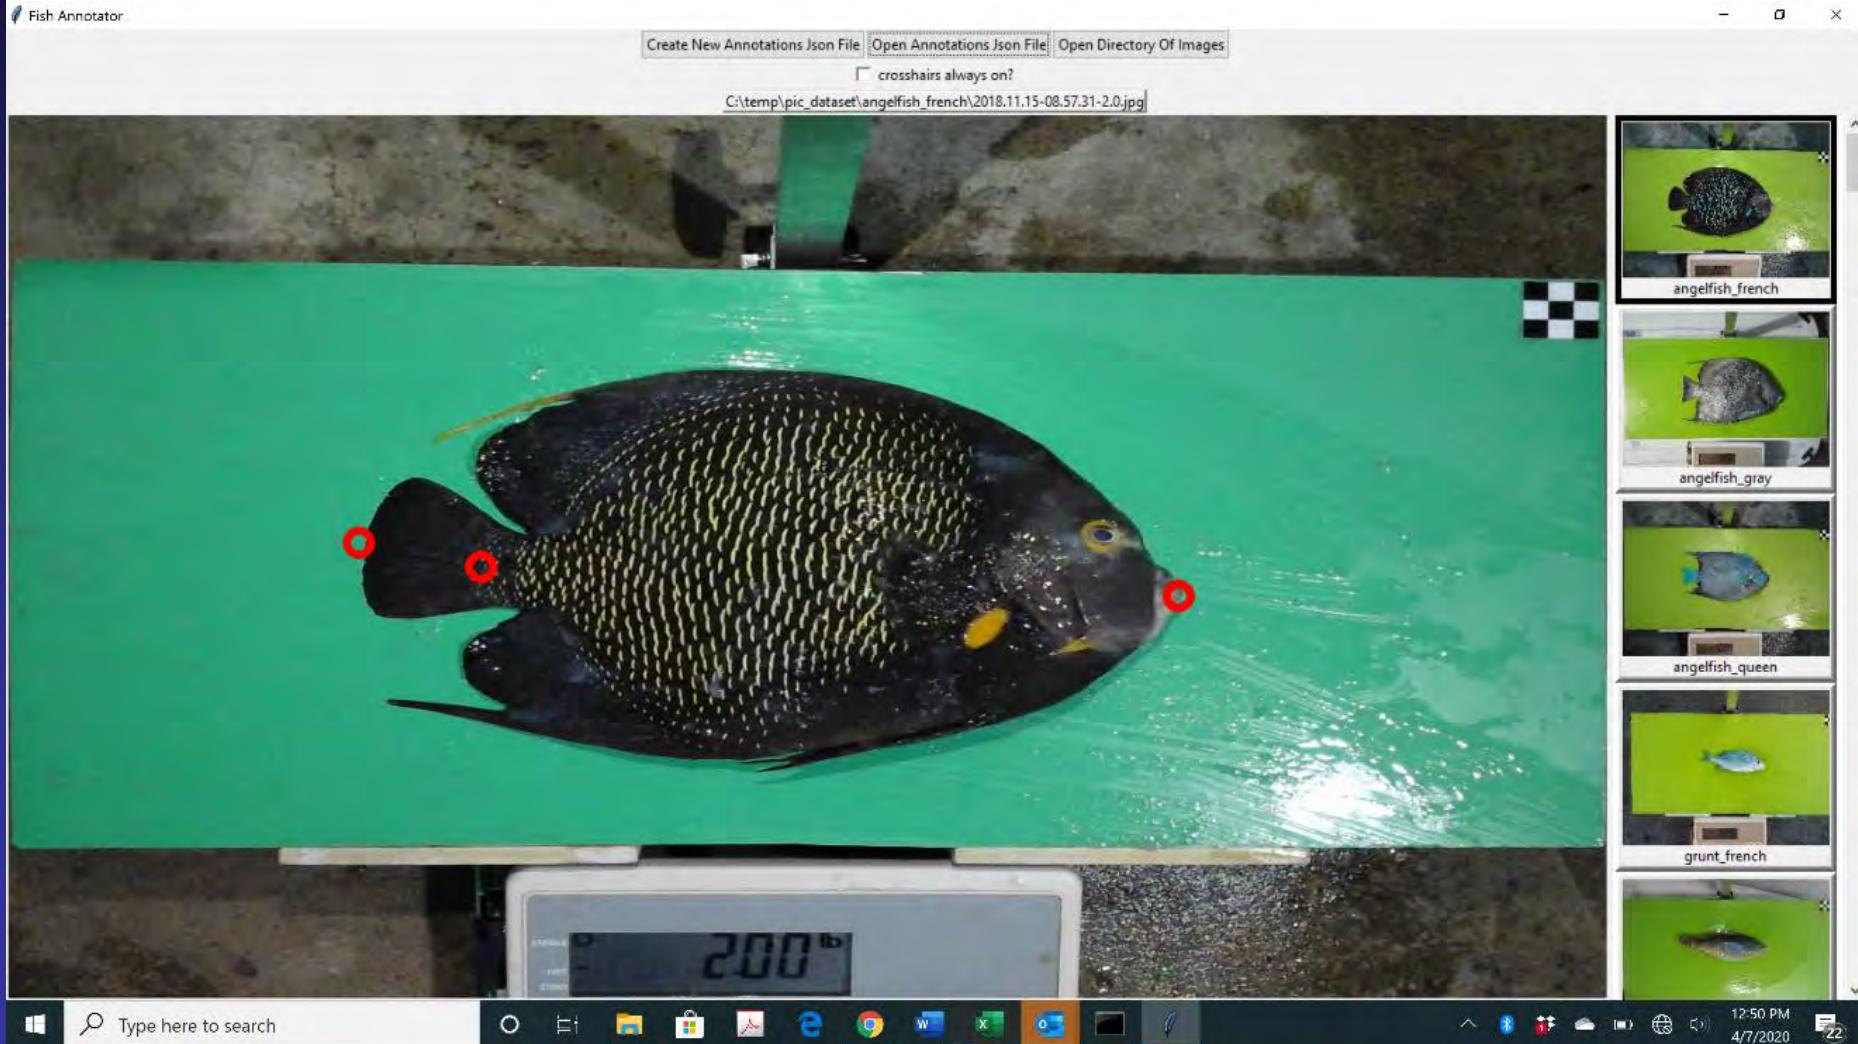 Fish Annotator
Create New Annotations Json File Open Annotations Json File Open Directory Of Images
crosshairs always on?
C:\temp\pic_dataset\angelfish_french\2018.11.15-08.57.31-2.0.jpg
angelfish_french
angelfish_gray
angelfish_queen
grunt_french
2.00 lb
Type here to search
12:50 PM
4/7/2020
22